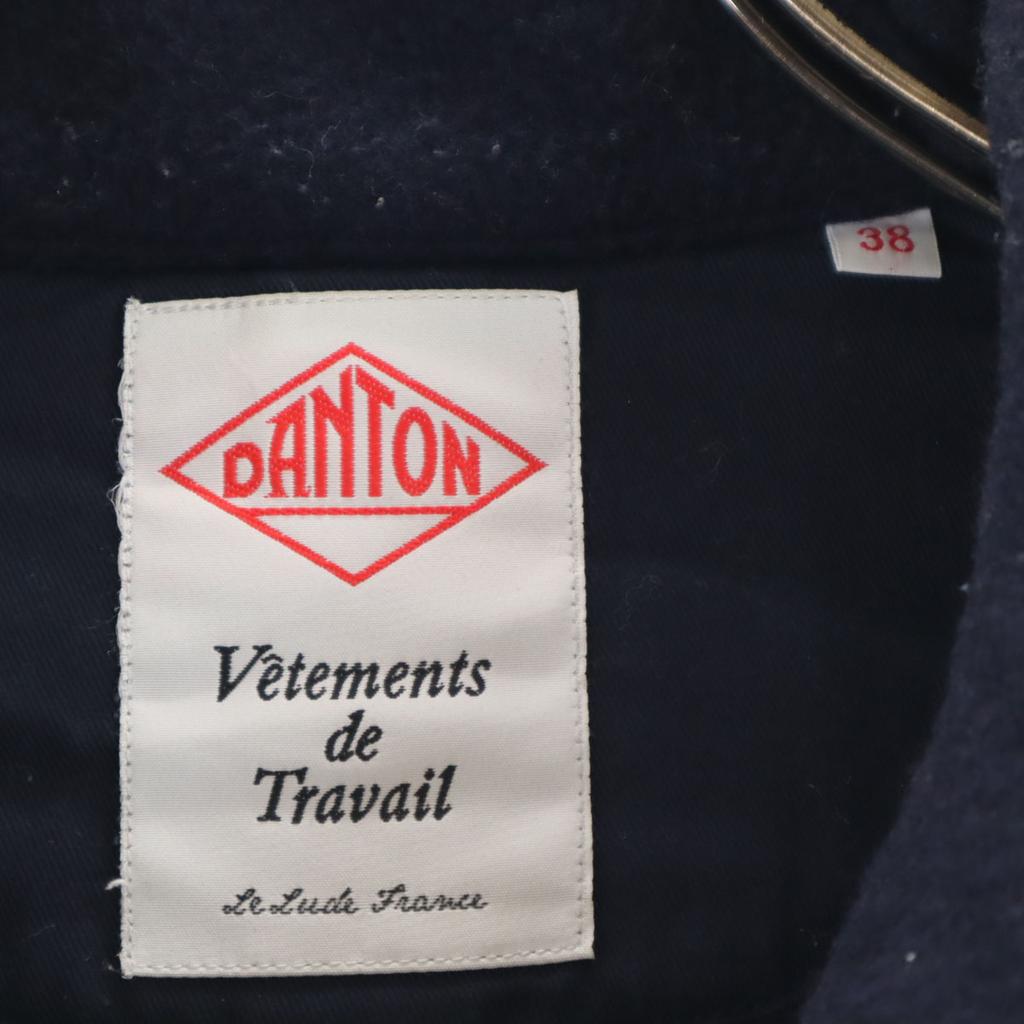 38
DANTON
Vêtements
de
Travail
Le Lude France